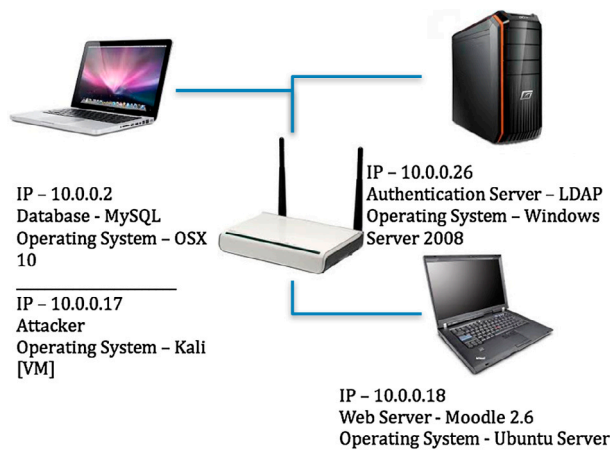 IP – 10.0.0.2
Database - MySQL
Operating System – OSX
10
IP – 10.0.0.17
Attacker
Operating System – Kali
[VM]
IP – 10.0.0.26
Authentication Server – LDAP
Operating System – Windows
Server 2008
IP – 10.0.0.18
Web Server - Moodle 2.6
Operating System - Ubuntu Server